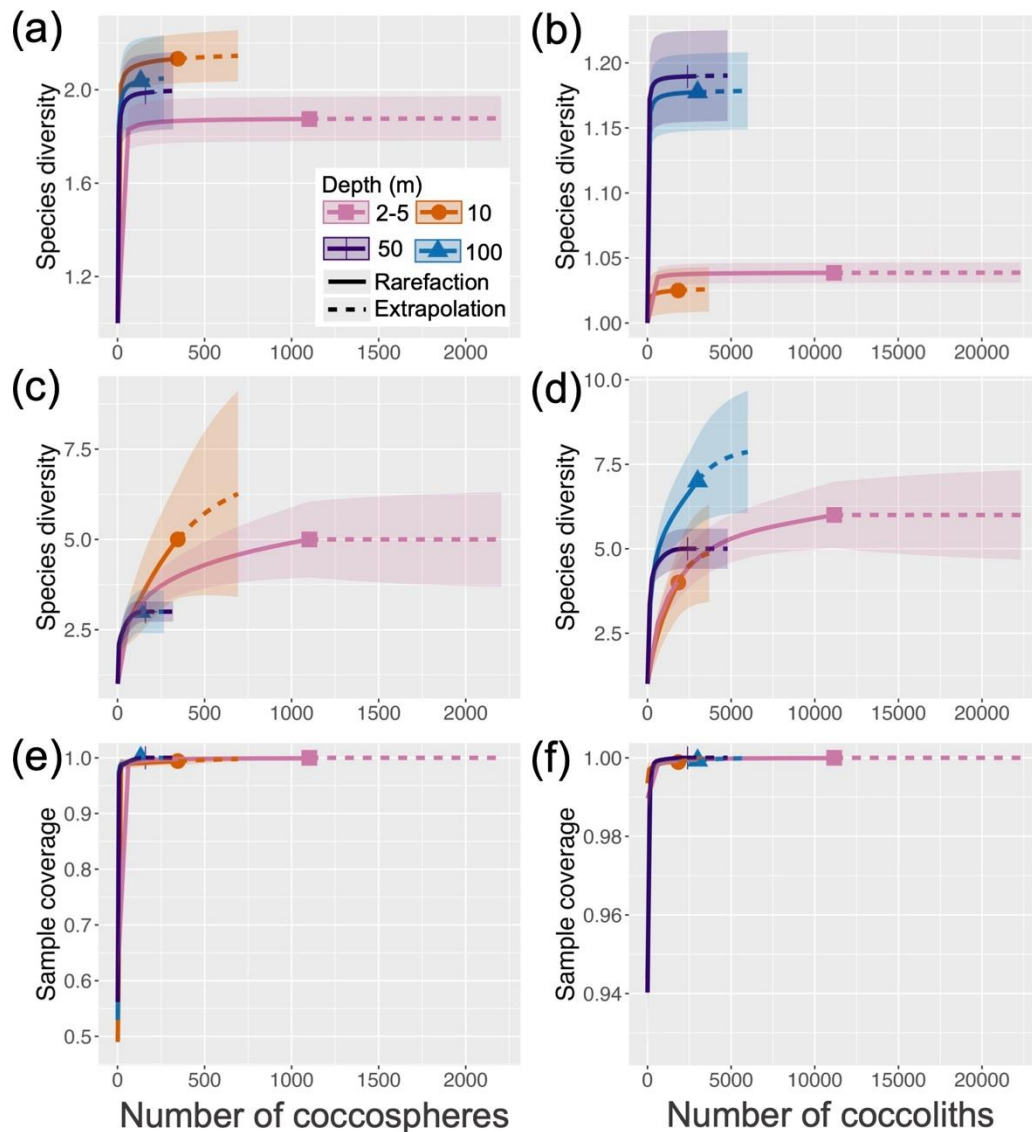 (a)
Species diversity
2.0
1.6
1.2
0 500 1000 1500 2000
Depth (m)
2-5 10
50 100
Rarefaction
Extrapolation
(b)
Species diversity
1.20
1.15
1.10
1.05
1.00
0 5000 10000 15000 20000
(c)
Species diversity
7.5
5.0
2.5
0 500 1000 1500 2000
(d)
Species diversity
10.0
7.5
5.0
2.5
0 5000 10000 15000 20000
(e)
Sample coverage
1.0
0.9
0.8
0.7
0.6
0.5
0 500 1000 1500 2000
Number of coccospheres
(f)
Sample coverage
1.00
0.98
0.96
0.94
0 5000 10000 15000 20000
Number of coccoliths